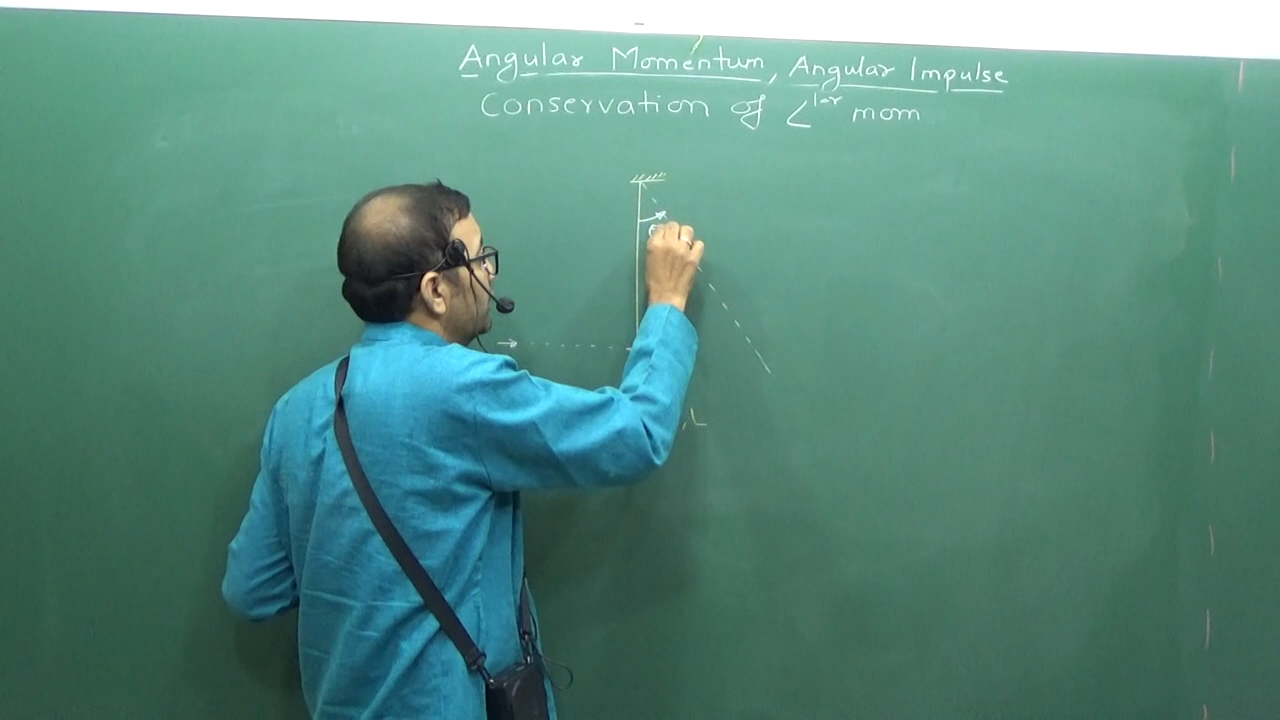 Angular Momentum, Angular Impulse
Conservation of ∠lar mom
L